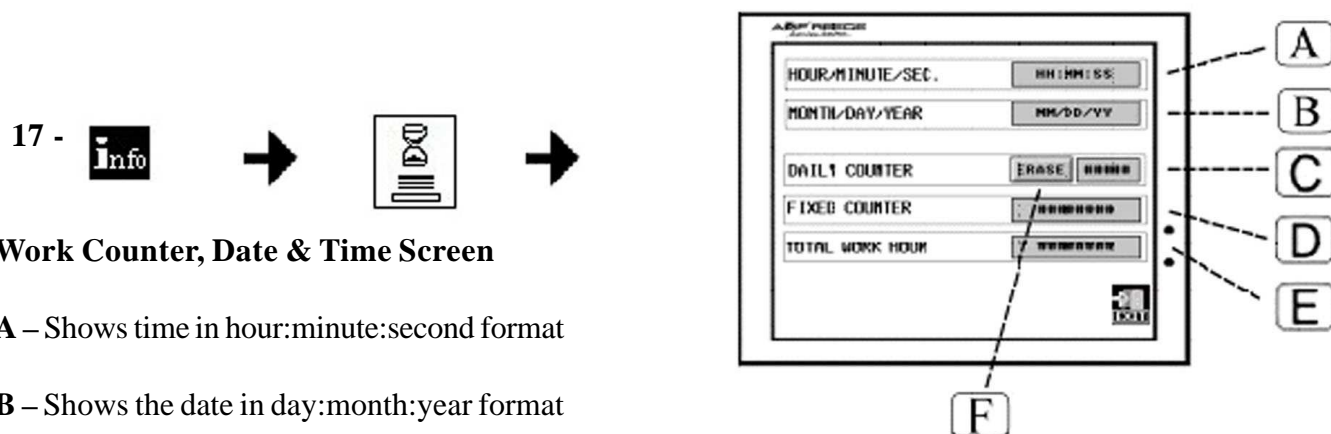 17 -
info
Work Counter, Date & Time Screen
A – Shows time in hour:minute:second format
B – Shows the date in day:month:year format
HOUR/MINUTE/SEC. HH:MM:SS
MONTH/DAY/YEAR MM/DD/YY
DAILY COUNTER ERASE #####
FIXED COUNTER ########
TOTAL WORK HOUR ########
A
B
C
D
E
F